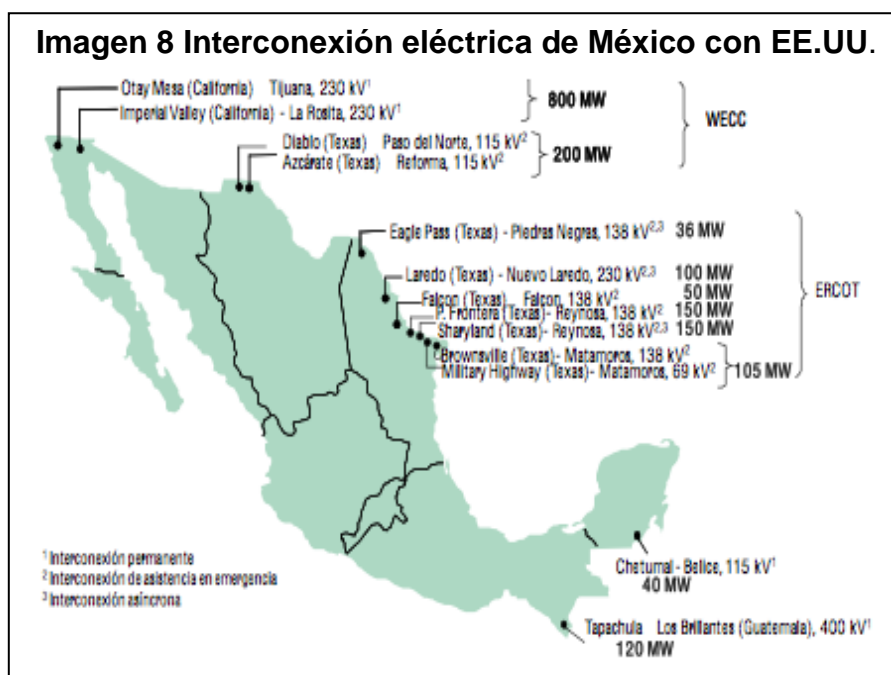 Imagen 8 Interconexión eléctrica de México con EE.UU.
Otay Mesa (California) Tijuana, 230 kV¹
Imperial Valley (California) - La Rosita, 230 kV¹
800 MW
WECC
Diablo (Texas) Paso del Norte, 115 kV²
Azcárate (Texas) Reforma, 115 kV²
200 MW
Eagle Pass (Texas) - Piedras Negras, 138 kV²,³ 36 MW
Laredo (Texas) - Nuevo Laredo, 230 kV²,³ 100 MW
Falcon (Texas) Falcon, 138 kV² 50 MW
P. Frontera (Texas)- Reynosa, 138 kV² 150 MW
Sharyland (Texas)- Reynosa, 138 kV²,³ 150 MW
ERCOT
Brownsville (Texas)- Matamoros, 138 kV²
Military Highway (Texas)- Matamoros, 69 kV²
105 MW
¹ Interconexión permanente
² Interconexión de asistencia en emergencia
³ Interconexión asíncrona
Chetumal - Belice, 115 kV¹
40 MW
Tapachula Los Brillantes (Guatemala), 400 kV¹
120 MW